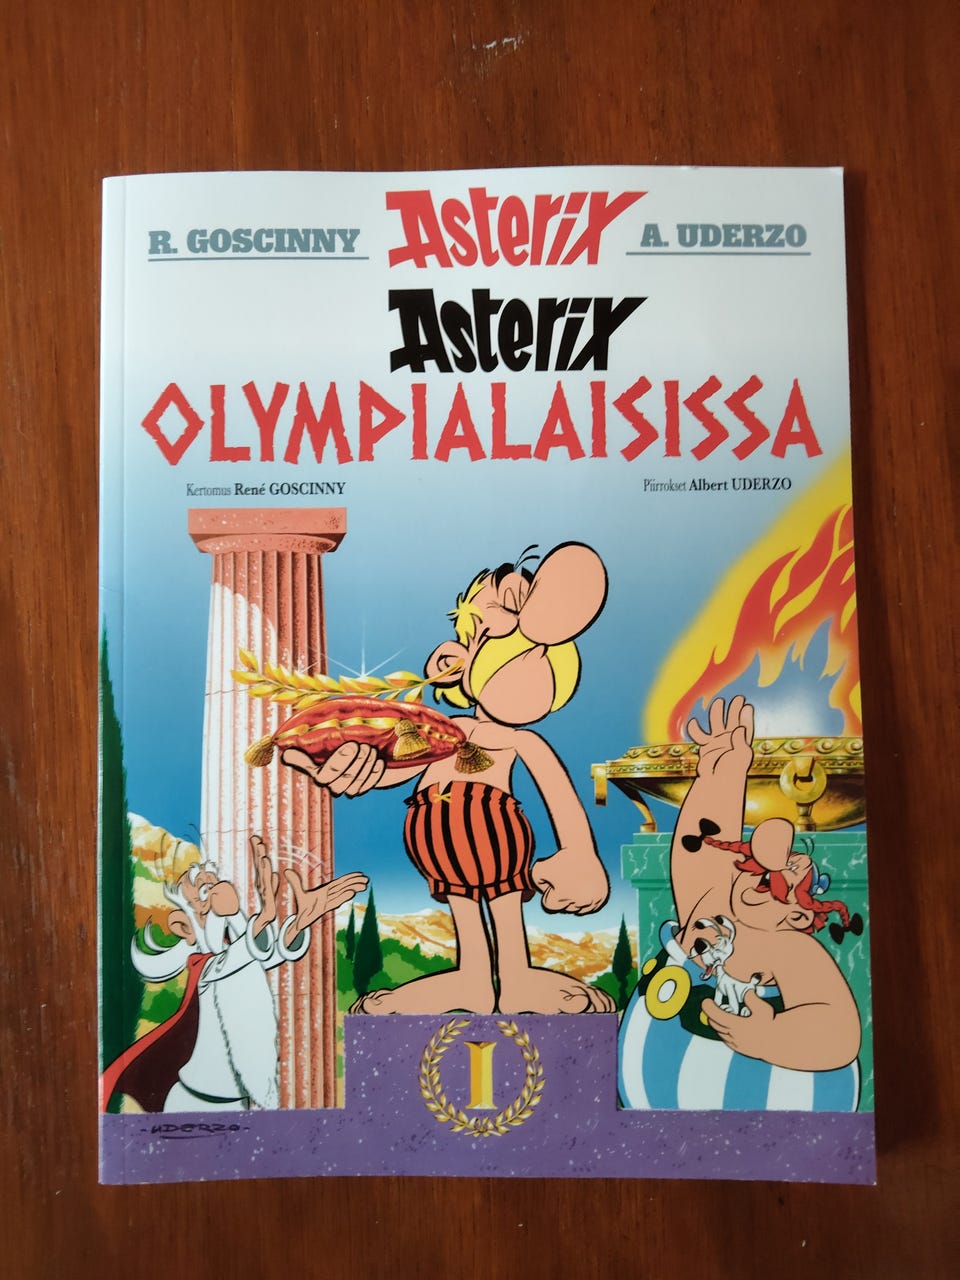 R. GOSCINNY Asterix A. UDERZO
Asterix
OLYMPIALAISISSA
Kertomus René GOSCINNY Piirrokset Albert UDERZO
I
-UDERZO-